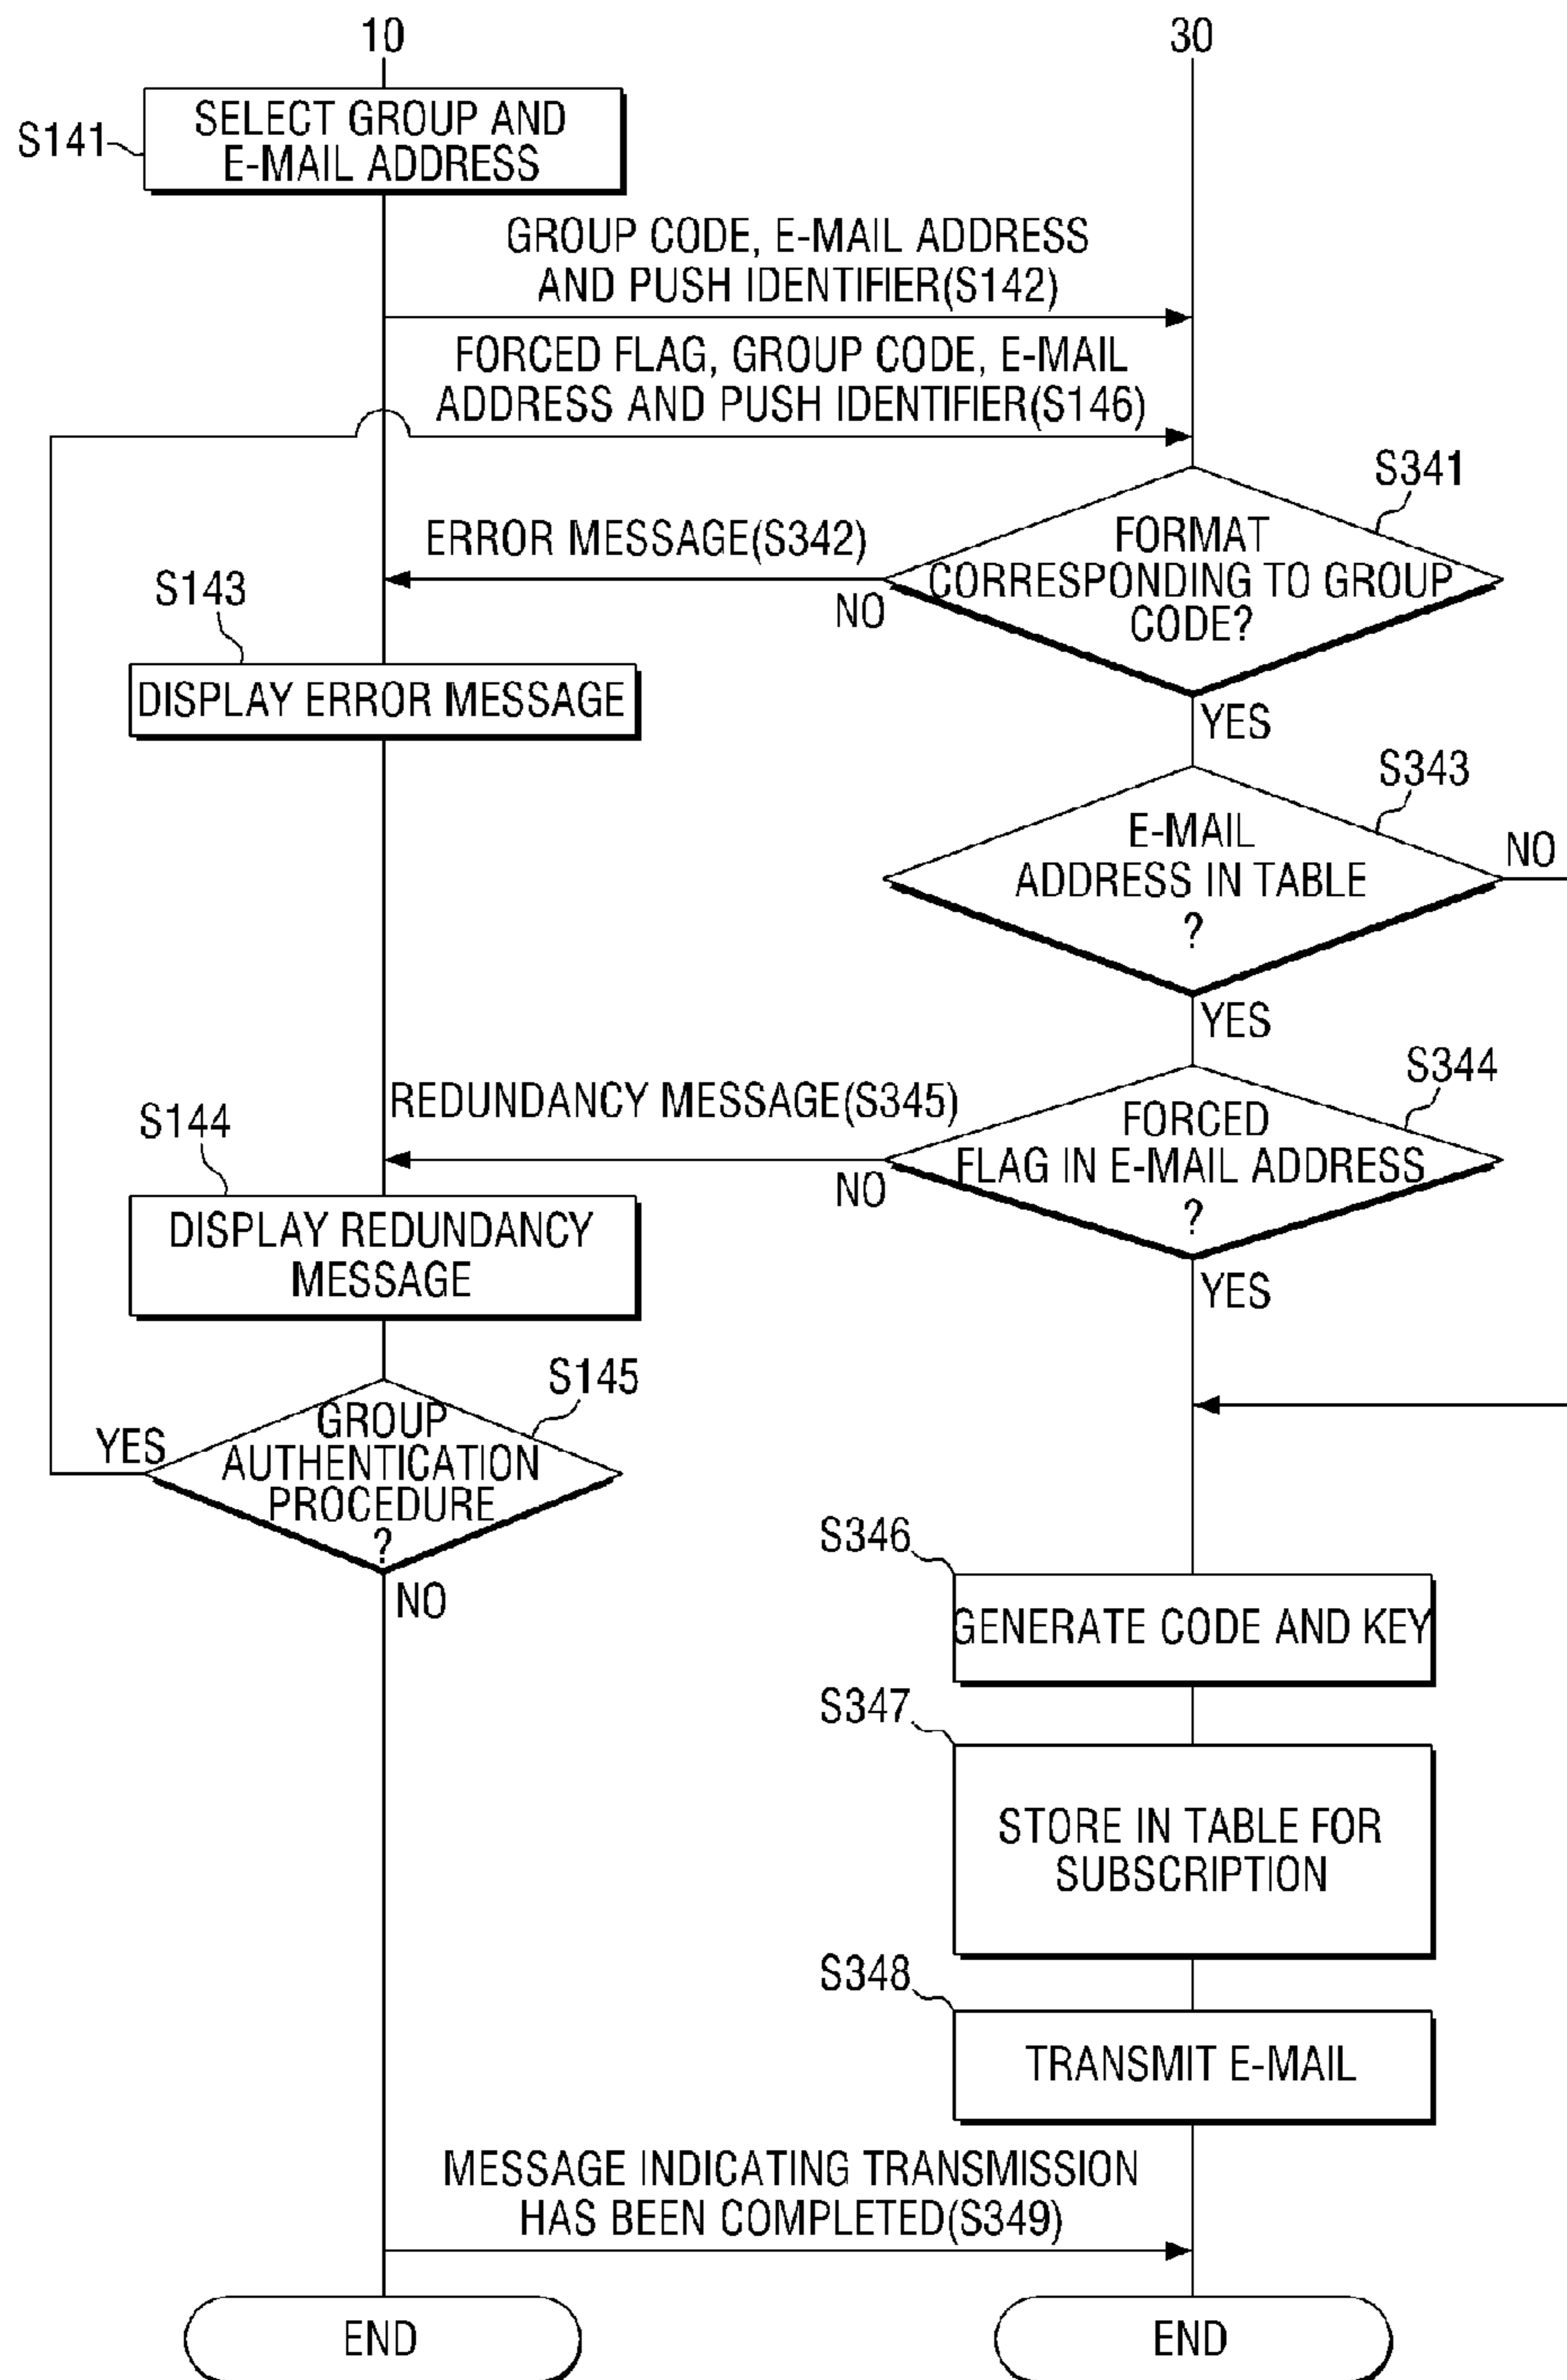 10
30
S141
SELECT GROUP AND
E-MAIL ADDRESS
GROUP CODE, E-MAIL ADDRESS
AND PUSH IDENTIFIER(S142)
FORCED FLAG, GROUP CODE, E-MAIL
ADDRESS AND PUSH IDENTIFIER(S146)
S341
FORMAT
CORRESPONDING TO GROUP
CODE?
ERROR MESSAGE(S342)
NO
S143
DISPLAY ERROR MESSAGE
YES
S343
E-MAIL
ADDRESS IN TABLE
?
NO
YES
S344
FORCED
FLAG IN E-MAIL ADDRESS
?
REDUNDANCY MESSAGE(S345)
NO
S144
DISPLAY REDUNDANCY
MESSAGE
YES
S145
GROUP
AUTHENTICATION
PROCEDURE
?
YES
NO
S346
GENERATE CODE AND KEY
S347
STORE IN TABLE FOR
SUBSCRIPTION
S348
TRANSMIT E-MAIL
MESSAGE INDICATING TRANSMISSION
HAS BEEN COMPLETED(S349)
END
END